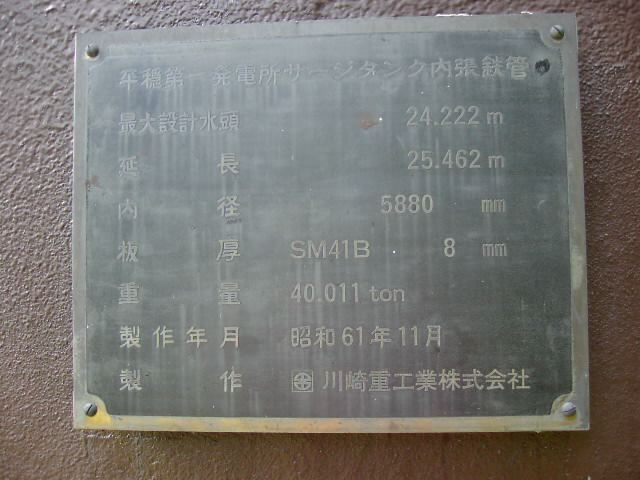 平穏第一発電所サージタンク内張鉄管
最大設計水頭 24.222 m
延長 25.462 m
内径 5880 mm
板厚 SM41B 8 mm
重量 40.011 ton
製作年月 昭和61年11月
製作 川崎重工業株式会社